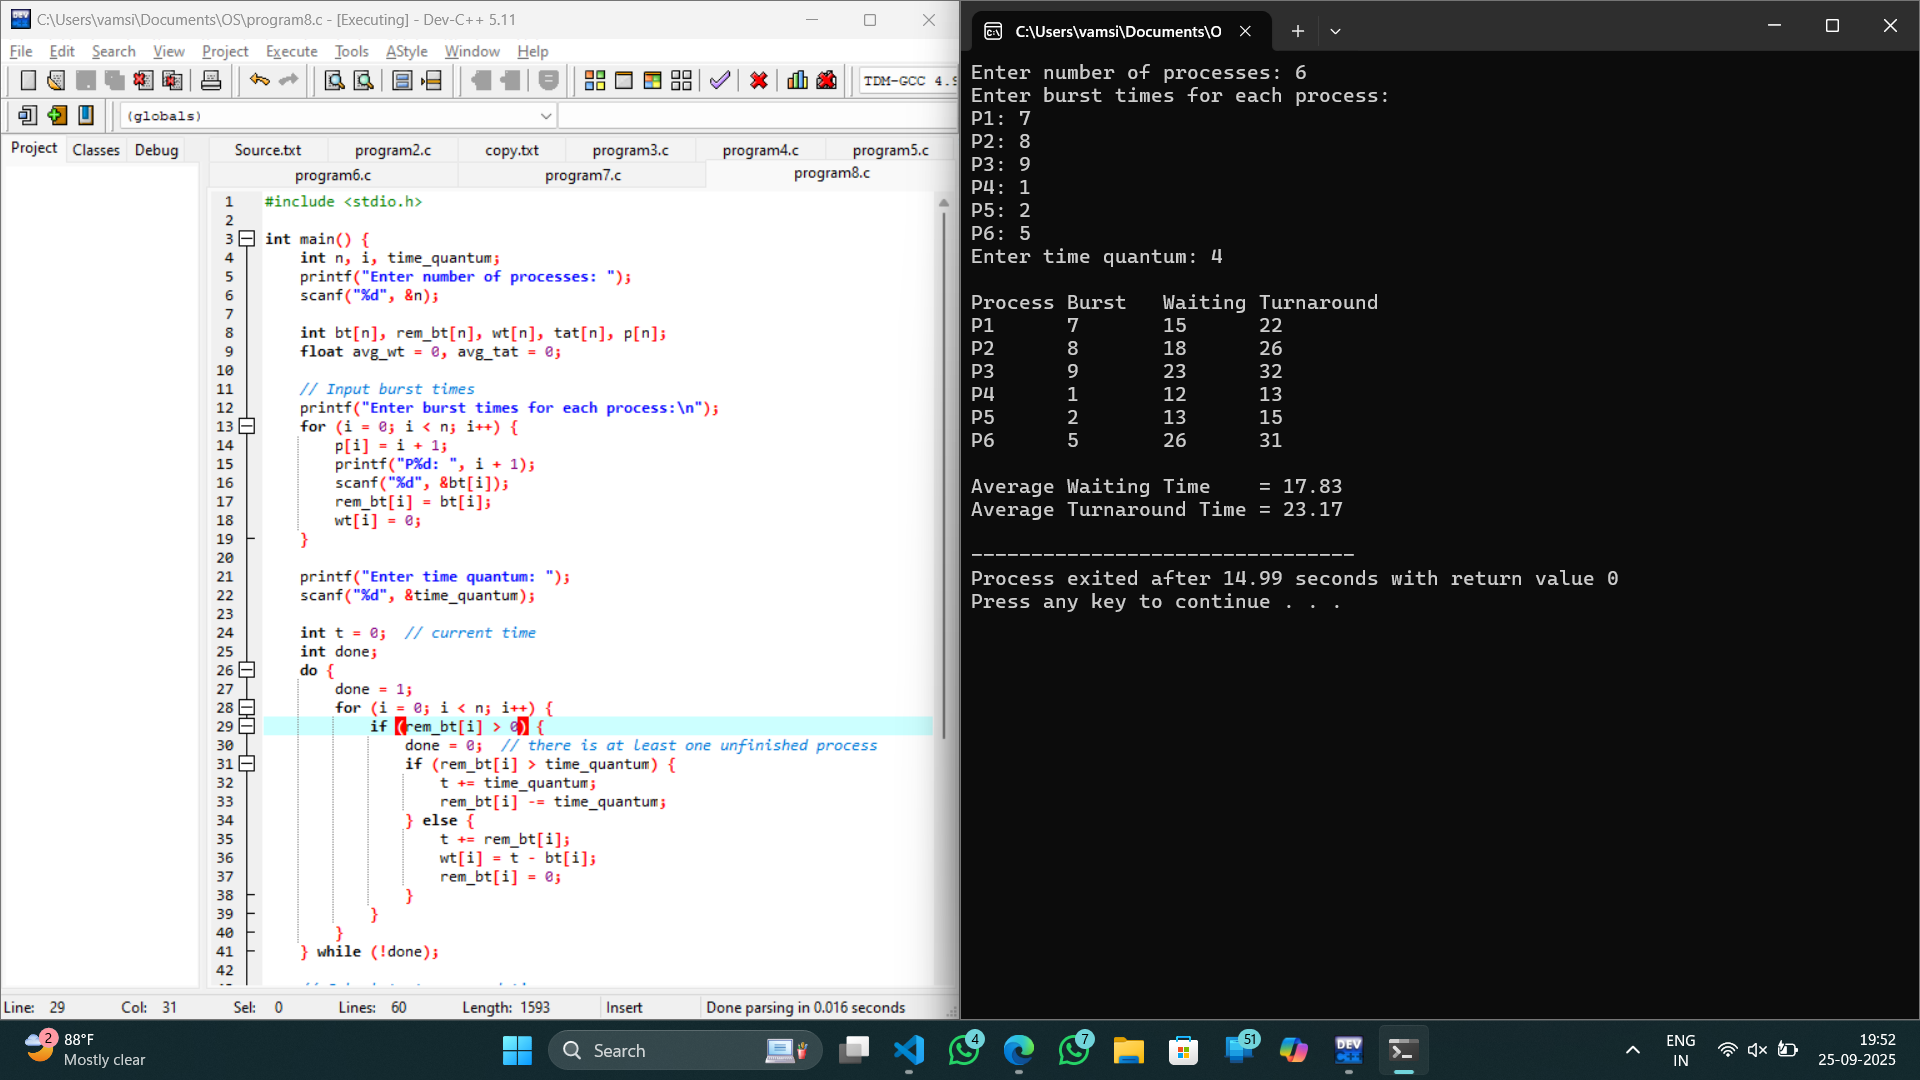 C:\Users\vamsi\Documents\OS\program8.c - [Executing] - Dev-C++ 5.11
File Edit Search View Project Execute Tools AStyle Window Help
TDM-GCC 4.9
(globals)
Project Classes Debug
Source.txt program2.c copy.txt program3.c program4.c program5.c
program6.c program7.c program8.c
1 #include <stdio.h>
2
3 int main() {
4 int n, i, time_quantum;
5 printf("Enter number of processes: ");
6 scanf("%d", &n);
7
8 int bt[n], rem_bt[n], wt[n], tat[n], p[n];
9 float avg_wt = 0, avg_tat = 0;
10
11 // Input burst times
12 printf("Enter burst times for each process:\n");
13 for (i = 0; i < n; i++) {
14 p[i] = i + 1;
15 printf("P%d: ", i + 1);
16 scanf("%d", &bt[i]);
17 rem_bt[i] = bt[i];
18 wt[i] = 0;
19 }
20
21 printf("Enter time quantum: ");
22 scanf("%d", &time_quantum);
23
24 int t = 0; // current time
25 int done;
26 do {
27 done = 1;
28 for (i = 0; i < n; i++) {
29 if (rem_bt[i] > 0) {
30 done = 0; // there is at least one unfinished process
31 if (rem_bt[i] > time_quantum) {
32 t += time_quantum;
33 rem_bt[i] -= time_quantum;
34 } else {
35 t += rem_bt[i];
36 wt[i] = t - bt[i];
37 rem_bt[i] = 0;
38 }
39 }
40 }
41 } while (!done);
42
Line: 29 Col: 31 Sel: 0 Lines: 60 Length: 1593 Insert Done parsing in 0.016 seconds
C:\Users\vamsi\Documents\O
Enter number of processes: 6
Enter burst times for each process:
P1: 7
P2: 8
P3: 9
P4: 1
P5: 2
P6: 5
Enter time quantum: 4
Process Burst Waiting Turnaround
P1 7 15 22
P2 8 18 26
P3 9 23 32
P4 1 12 13
P5 2 13 15
P6 5 26 31
Average Waiting Time = 17.83
Average Turnaround Time = 23.17
--------------------------------
Process exited after 14.99 seconds with return value 0
Press any key to continue . . .
2
88°F
Mostly clear
Search
4
7
51
DEV
C++
ENG
IN
19:52
25-09-2025